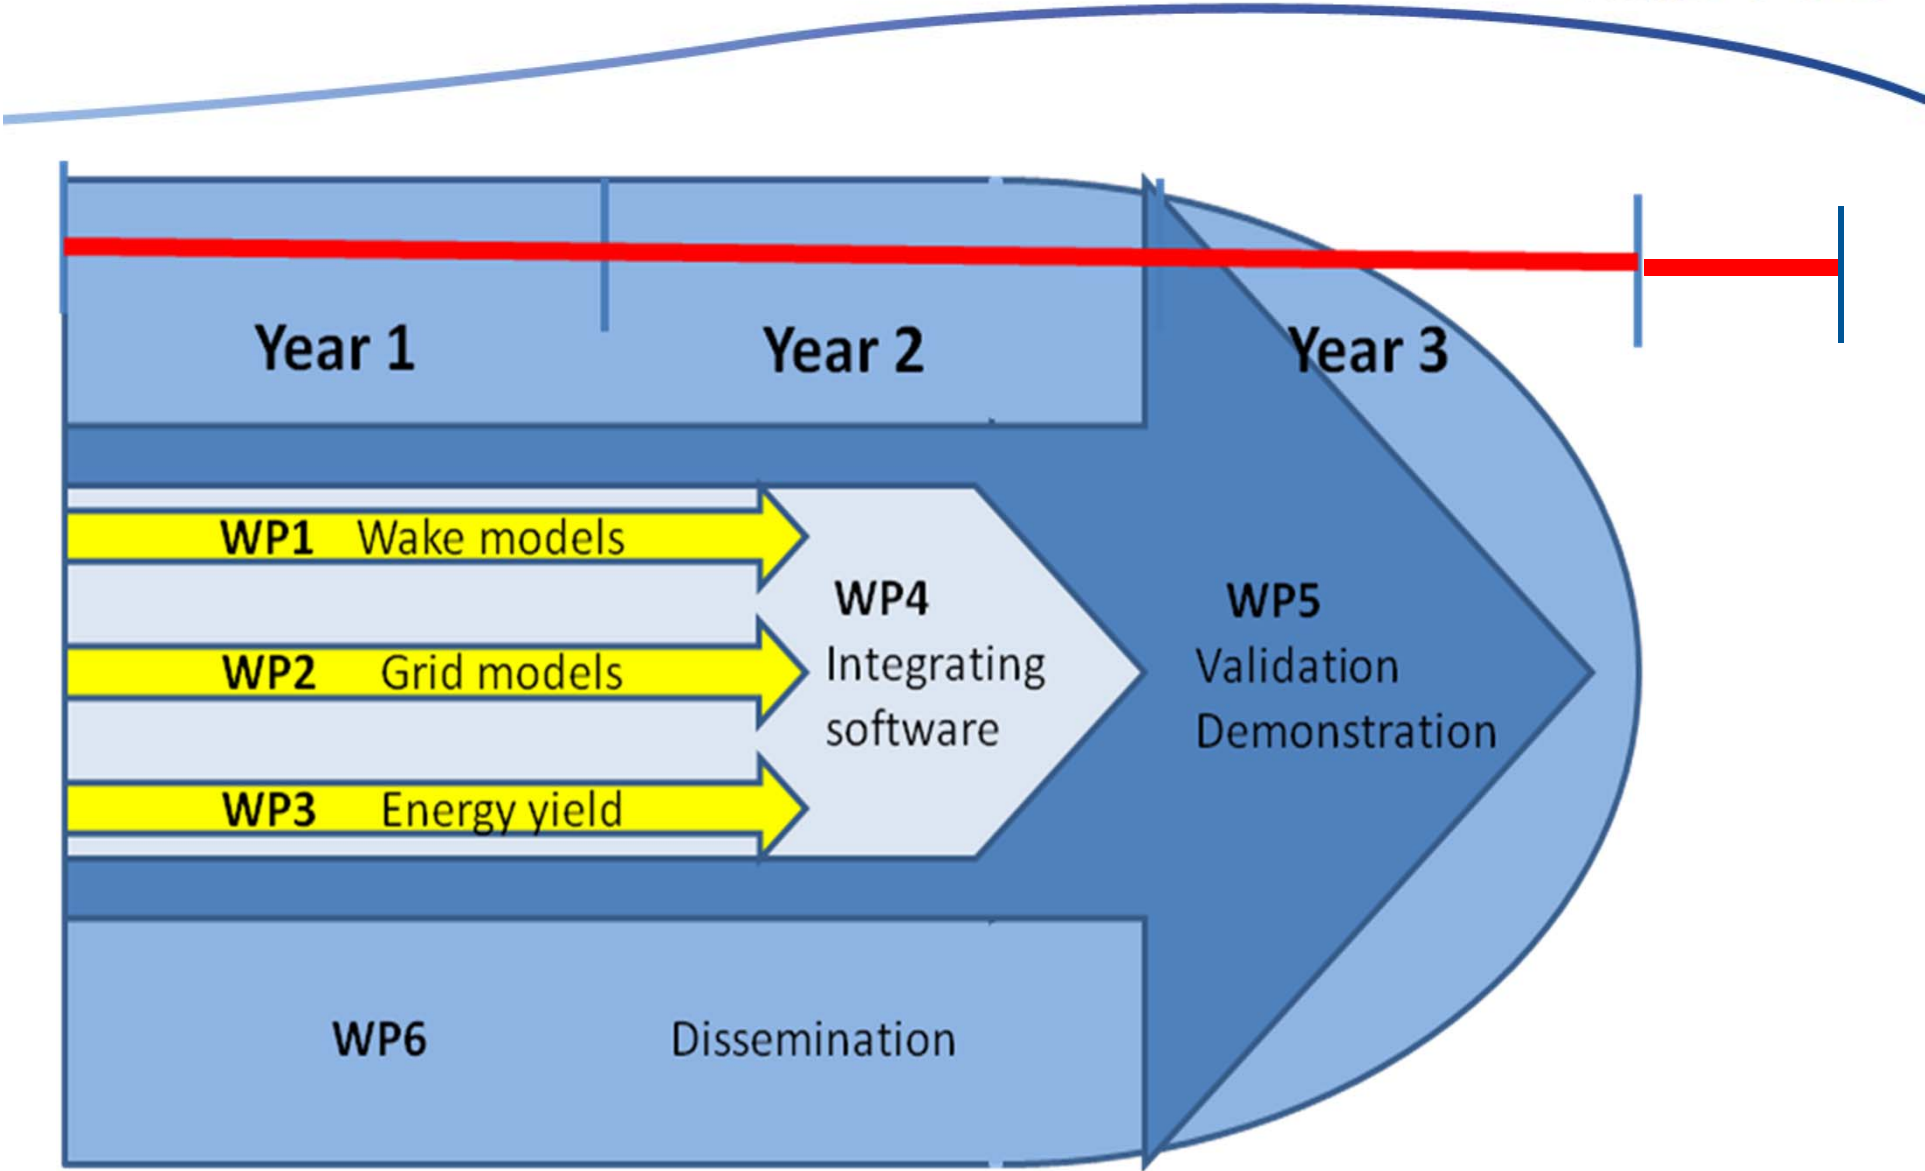 Year 1 Year 2 Year 3
WP1 Wake models
WP2 Grid models
WP3 Energy yield
WP4
Integrating
software
WP5
Validation
Demonstration
WP6 Dissemination